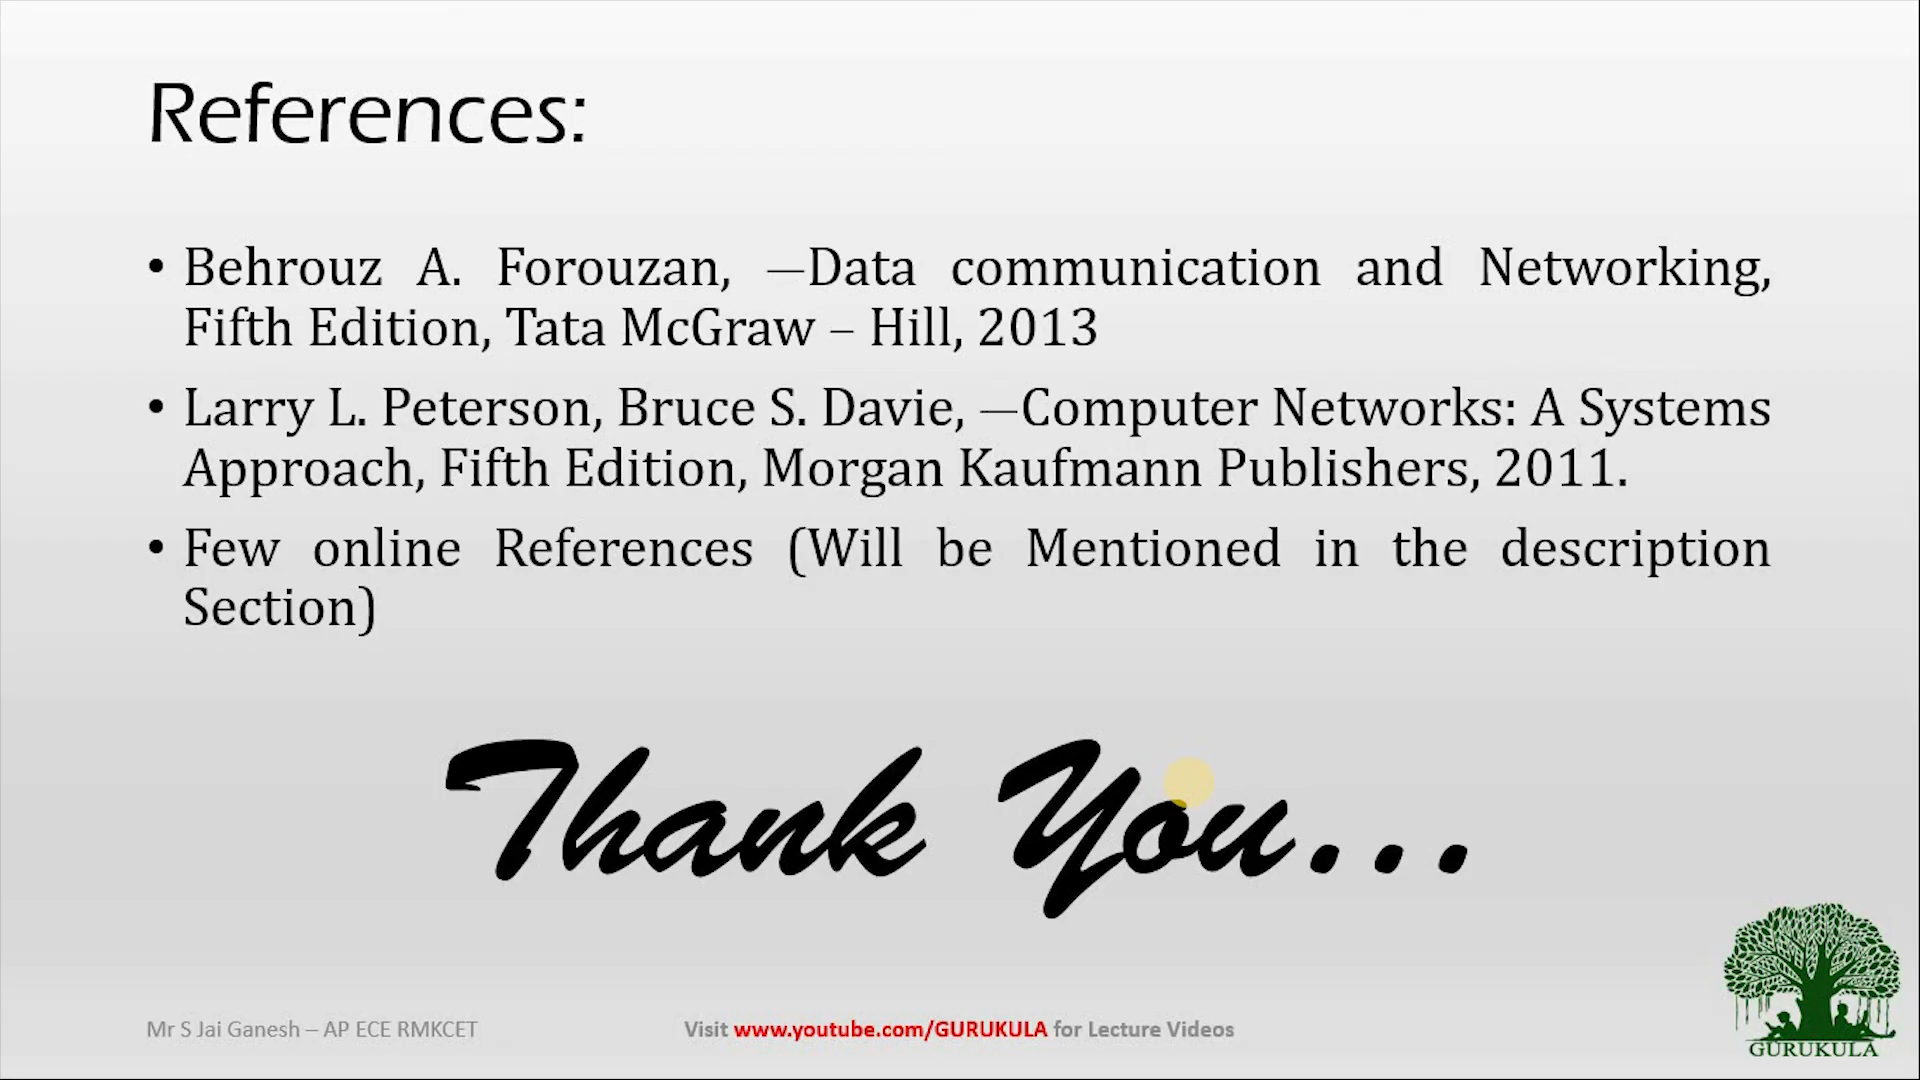 References:
• Behrouz A. Forouzan, —Data communication and Networking,
Fifth Edition, Tata McGraw – Hill, 2013
• Larry L. Peterson, Bruce S. Davie, —Computer Networks: A Systems
Approach, Fifth Edition, Morgan Kaufmann Publishers, 2011.
• Few online References (Will be Mentioned in the description
Section)
Thank You...
Mr S Jai Ganesh – AP ECE RMKCET
Visit www.youtube.com/GURUKULA for Lecture Videos
GURUKULA